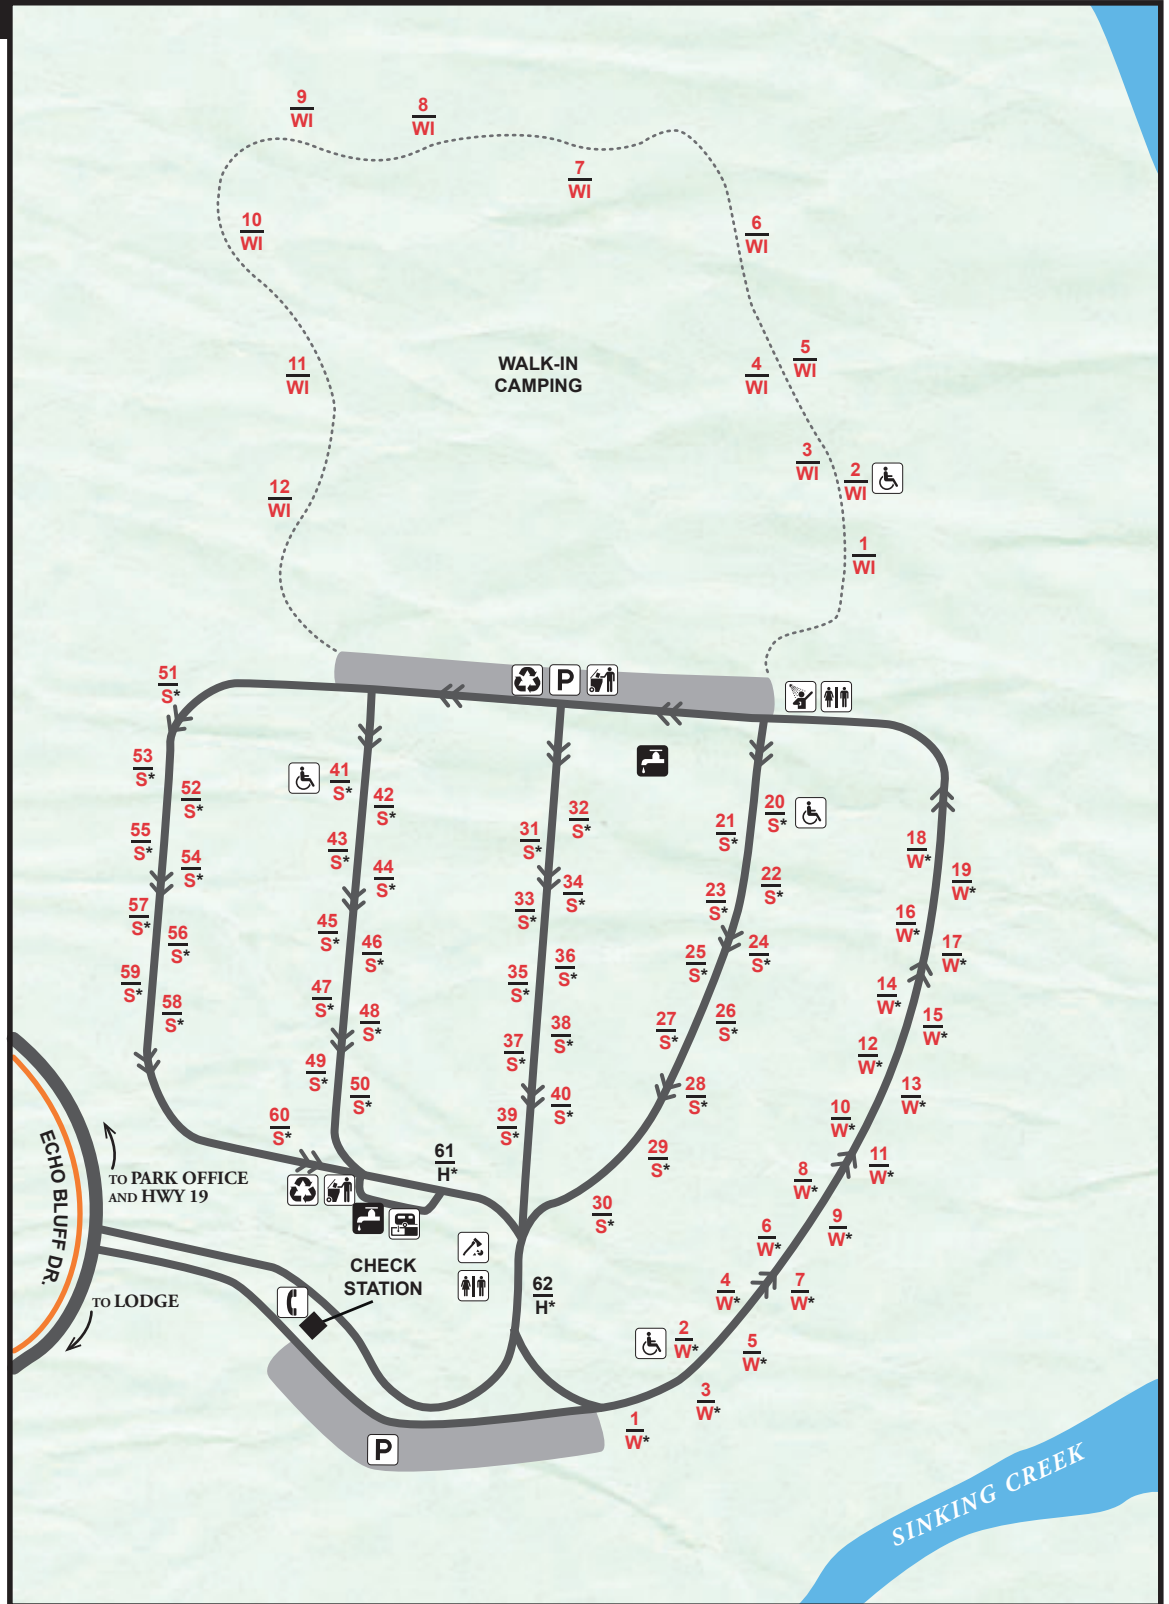 9
WI
8
WI
7
WI
10
WI
6
WI
5
WI
4
WI
11
WI
WALK-IN
CAMPING
3
WI
2
WI
12
WI
1
WI
P
51
S*
53
S*
52
S*
55
S*
54
S*
57
S*
56
S*
59
S*
58
S*
60
S*
41
S*
42
S*
43
S*
44
S*
45
S*
46
S*
47
S*
48
S*
49
S*
50
S*
32
S*
31
S*
34
S*
33
S*
36
S*
35
S*
38
S*
37
S*
40
S*
39
S*
20
S*
21
S*
22
S*
23
S*
24
S*
25
S*
26
S*
27
S*
28
S*
29
S*
30
S*
18
W*
19
W*
16
W*
17
W*
14
W*
15
W*
12
W*
13
W*
10
W*
11
W*
8
W*
9
W*
6
W*
7
W*
4
W*
5
W*
2
W*
3
W*
1
W*
61
H*
62
H*
ECHO BLUFF DR.
TO PARK OFFICE
AND HWY 19
TO LODGE
CHECK
STATION
P
SINKING CREEK